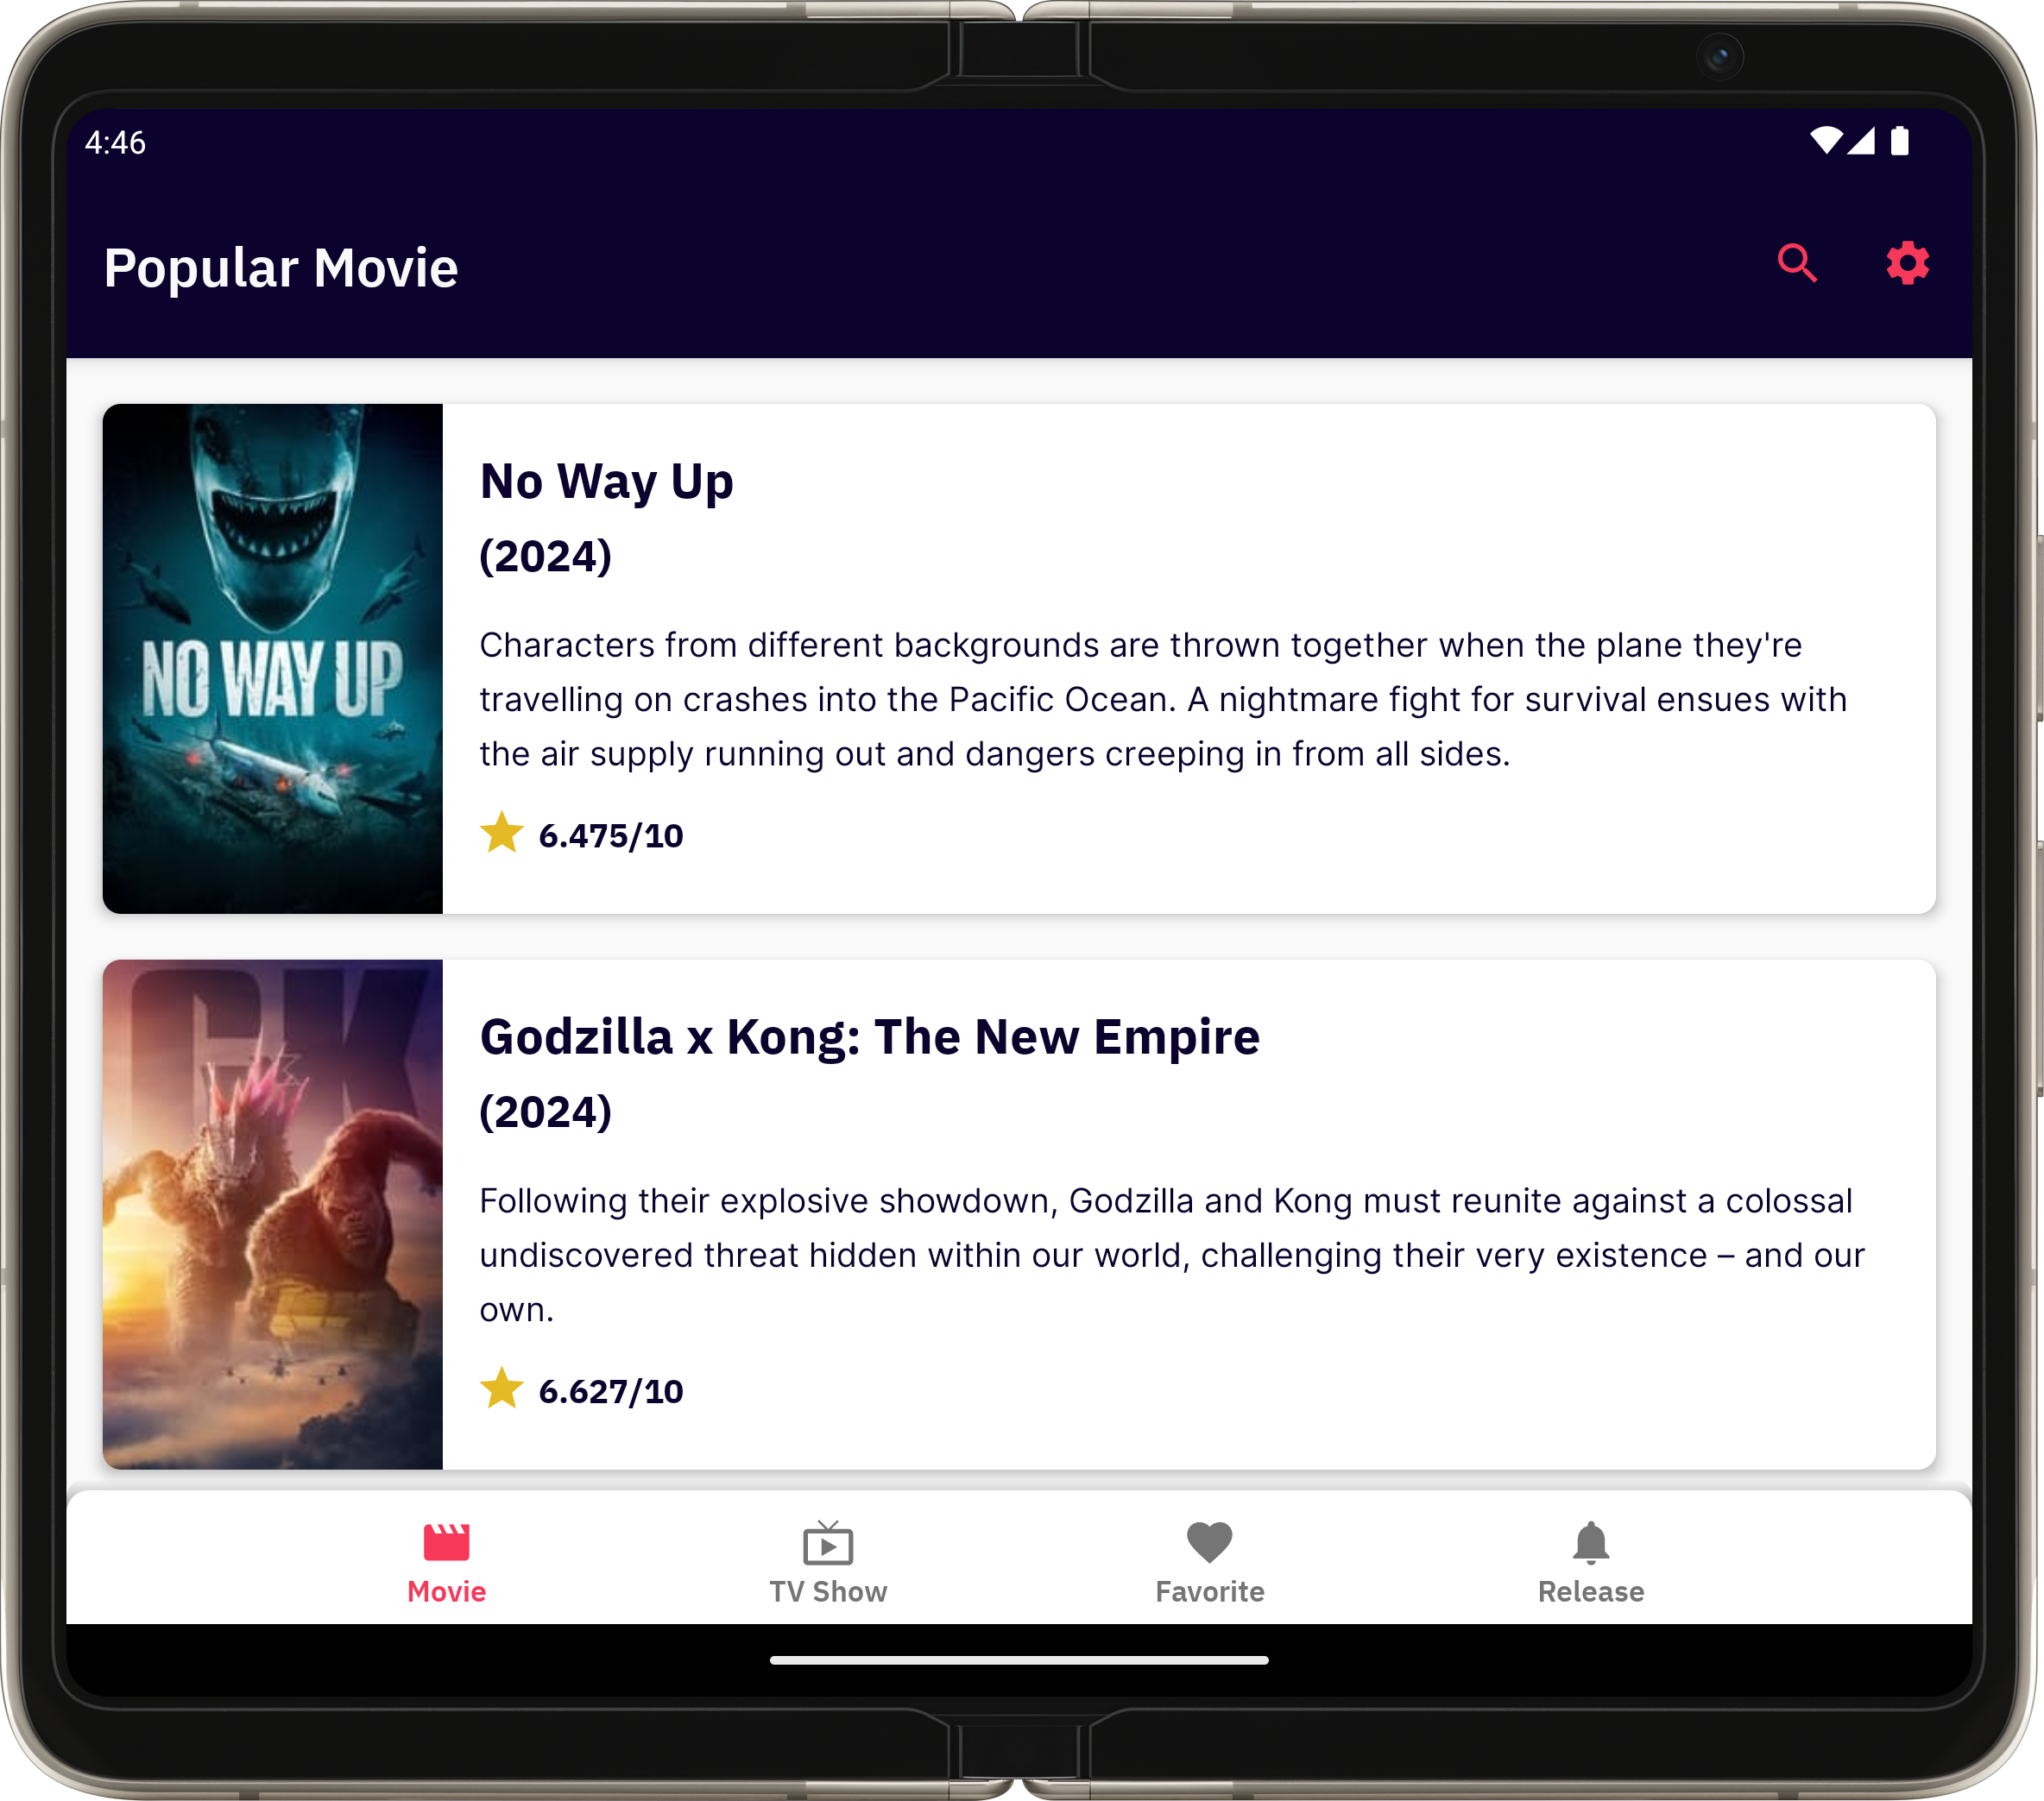 4:46
Popular Movie
NO WAY UP
No Way Up
(2024)
Characters from different backgrounds are thrown together when the plane they're
travelling on crashes into the Pacific Ocean. A nightmare fight for survival ensues with
the air supply running out and dangers creeping in from all sides.
6.475/10
GK
Godzilla x Kong: The New Empire
(2024)
Following their explosive showdown, Godzilla and Kong must reunite against a colossal
undiscovered threat hidden within our world, challenging their very existence – and our
own.
6.627/10
Movie
TV Show
Favorite
Release